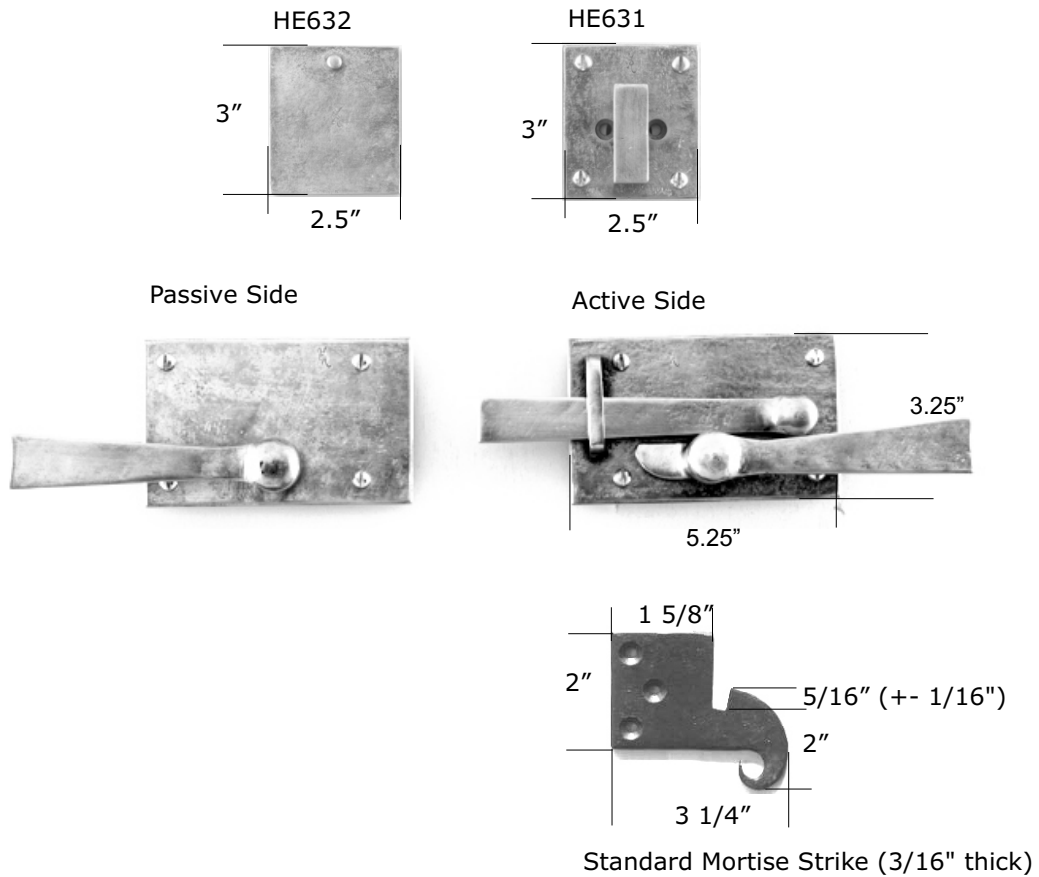 HE632
HE631
3”
2.5”
3”
2.5”
Passive Side
Active Side
3.25”
5.25”
1 5/8”
2”
5/16” (+- 1/16")
2”
3 1/4”
Standard Mortise Strike (3/16" thick)